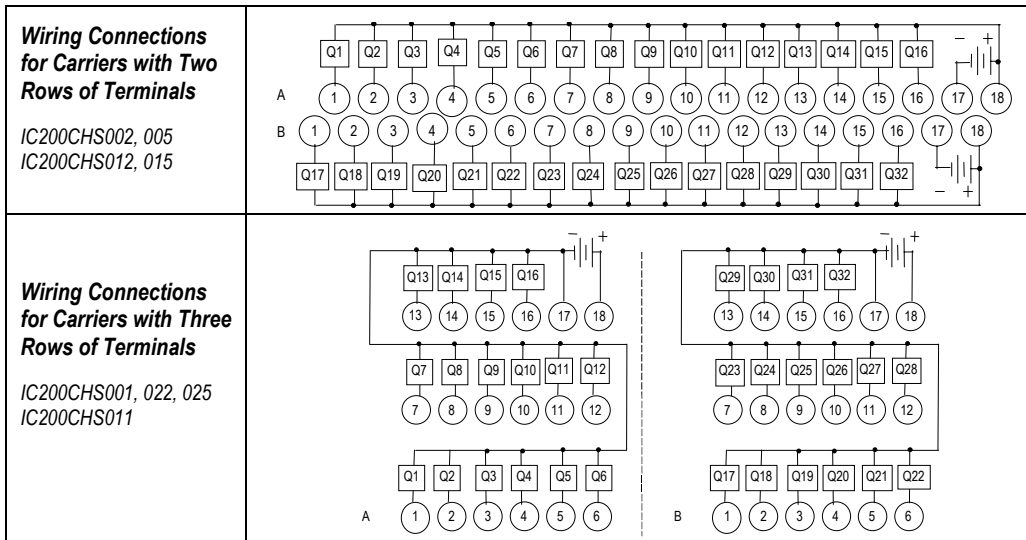 Wiring Connections
for Carriers with Two
Rows of Terminals
IC200CHS002, 005
IC200CHS012, 015
− +
Q1 Q2 Q3 Q4 Q5 Q6 Q7 Q8 Q9 Q10 Q11 Q12 Q13 Q14 Q15 Q16
A 1 2 3 4 5 6 7 8 9 10 11 12 13 14 15 16 17 18
B 1 2 3 4 5 6 7 8 9 10 11 12 13 14 15 16 17 18
Q17 Q18 Q19 Q20 Q21 Q22 Q23 Q24 Q25 Q26 Q27 Q28 Q29 Q30 Q31 Q32
− +
Wiring Connections
for Carriers with Three
Rows of Terminals
IC200CHS001, 022, 025
IC200CHS011
− +
Q13 Q14 Q15 Q16
13 14 15 16 17 18
Q7 Q8 Q9 Q10 Q11 Q12
7 8 9 10 11 12
Q1 Q2 Q3 Q4 Q5 Q6
A 1 2 3 4 5 6
− +
Q29 Q30 Q31 Q32
13 14 15 16 17 18
Q23 Q24 Q25 Q26 Q27 Q28
7 8 9 10 11 12
Q17 Q18 Q19 Q20 Q21 Q22
B 1 2 3 4 5 6